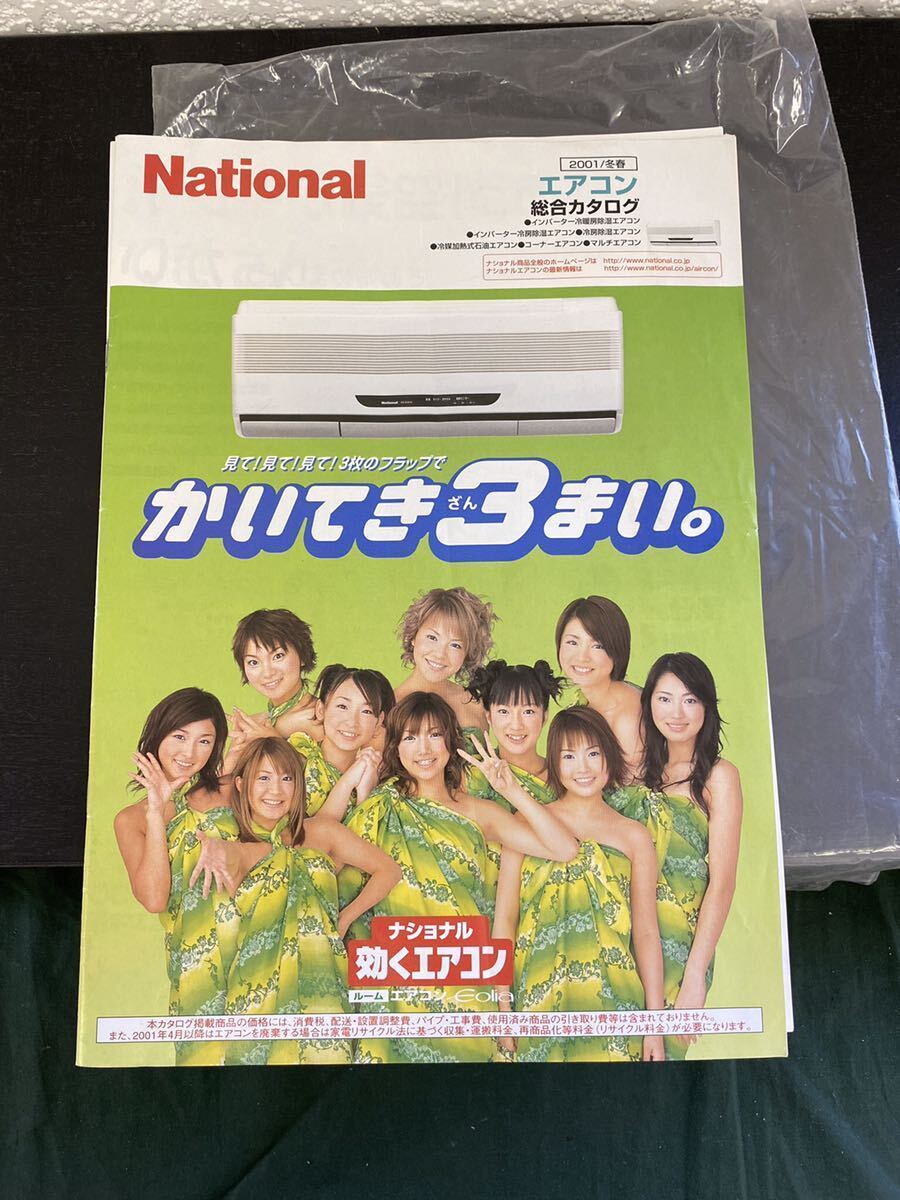 National
2001/冬春
エアコン
総合カタログ
●インバーター冷暖房除湿エアコン
●インバーター冷房除湿エアコン●冷房除湿エアコン
●冷媒加熱式石油エアコン●コーナーエアコン●マルチエアコン
ナショナル商品全般のホームページは http://www.national.co.jp
ナショナルエアコンの最新情報は http://www.national.co.jp/aircon/
National
見て!見て!見て!3枚のフラップで
かいてき3まい。
ざん
ナショナル
効くエアコン
ルーム エアコン Eolia
本カタログ掲載商品の価格には、消費税、配送・設置調整費、パイプ・工事費、使用済み商品の引き取り費等は含まれておりません。
また、2001年4月以降はエアコンを廃棄する場合は家電リサイクル法に基づく収集・運搬料金、再商品化等料金(リサイクル料金)が必要になります。